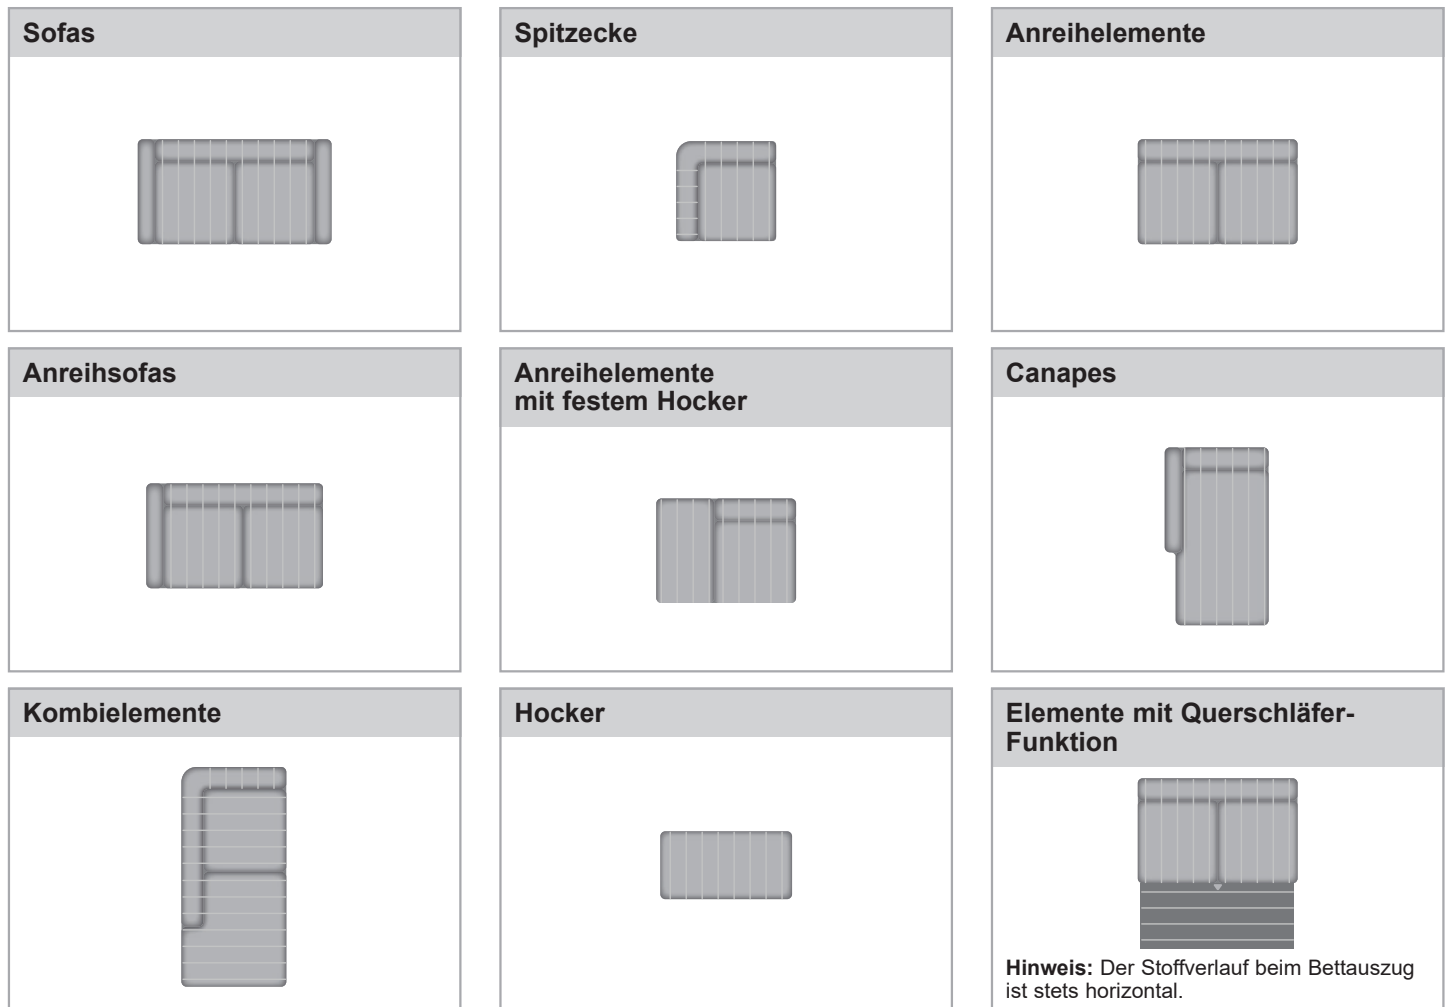 Sofas
Spitzecke
Anreihelemente
Anreihsofas
Anreihelemente
mit festem Hocker
Canapes
Kombielemente
Hocker
Elemente mit Querschläfer-
Funktion
Hinweis: Der Stoffverlauf beim Bettauszug
ist stets horizontal.